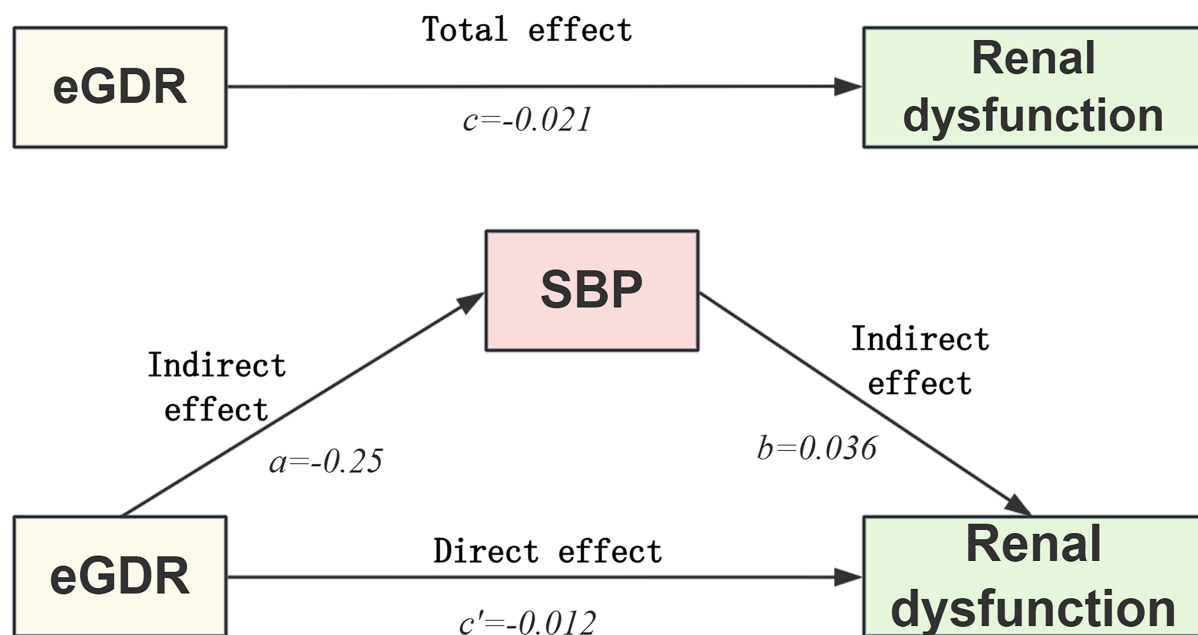 Total effect
eGDR
Renal
dysfunction
c=-0.021
SBP
Indirect
effect
Indirect
effect
a=-0.25
b=0.036
eGDR
Direct effect
Renal
dysfunction
c'=-0.012